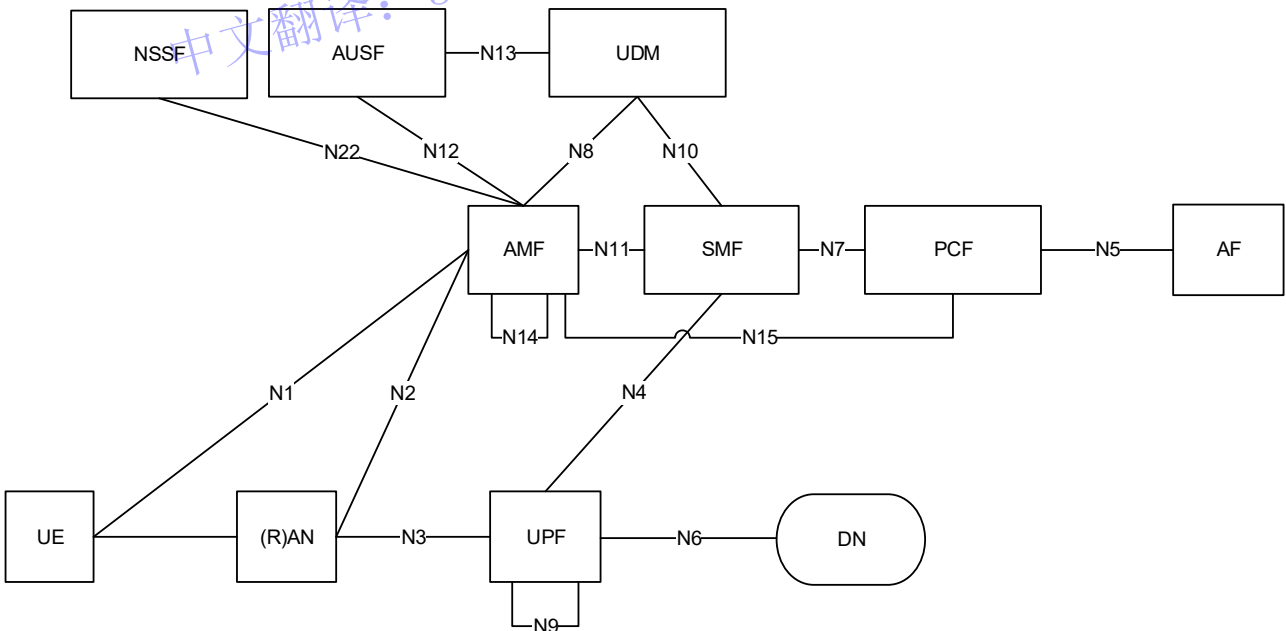 中文翻译：
NSSF
AUSF
N13
UDM
N22
N12
N8
N10
AMF
N11
SMF
N7
PCF
N5
AF
N14
N15
N1
N2
N4
UE
(R)AN
N3
UPF
N6
DN
N9